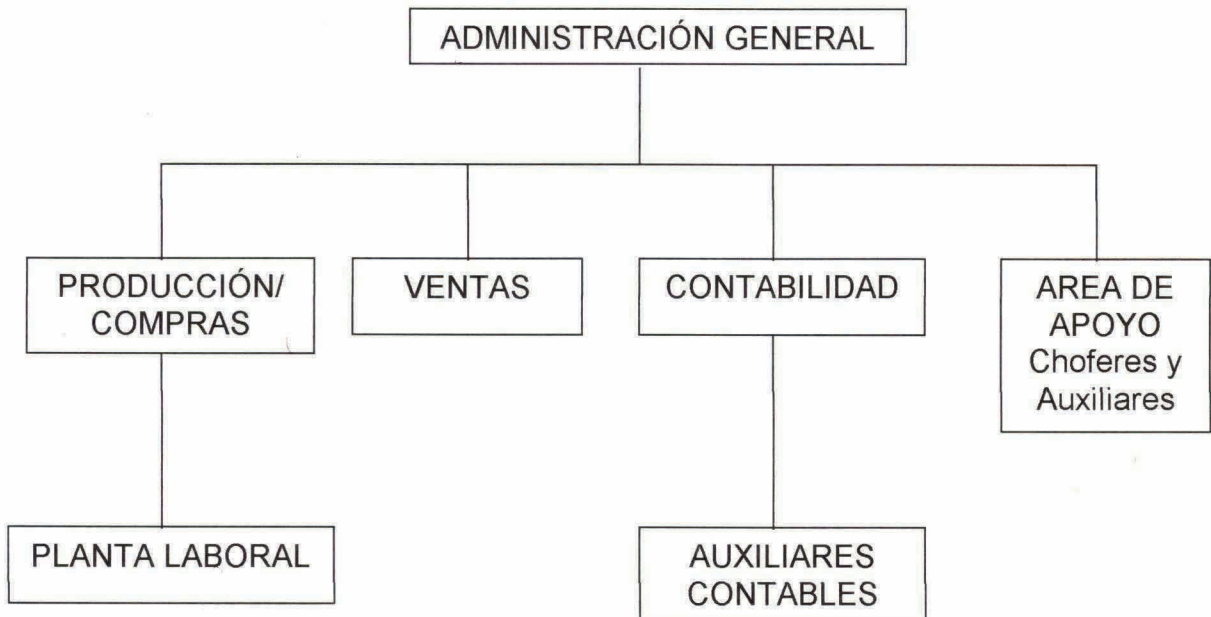 ADMINISTRACIÓN GENERAL
PRODUCCIÓN/
COMPRAS
VENTAS
CONTABILIDAD
AREA DE
APOYO
Choferes y
Auxiliares
PLANTA LABORAL
AUXILIARES
CONTABLES